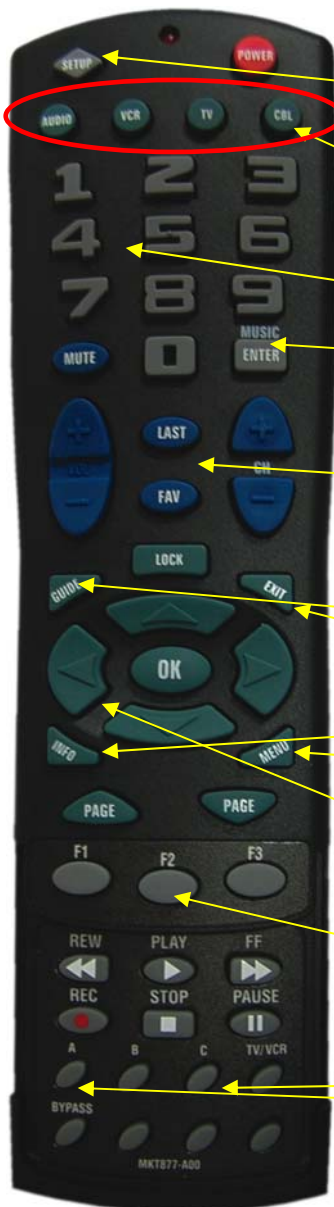 SETUP POWER
AUDIO VCR TV CBL
1 2 3
4 5 6
7 8 9
MUSIC
MUTE 0 ENTER
+ LAST +
VOL CH
- FAV -
LOCK
GUIDE EXIT
OK
INFO MENU
PAGE PAGE
F1 F2 F3
REW PLAY FF
REC STOP PAUSE
A B C TV/VCR
BYPASS
MKT877-A00